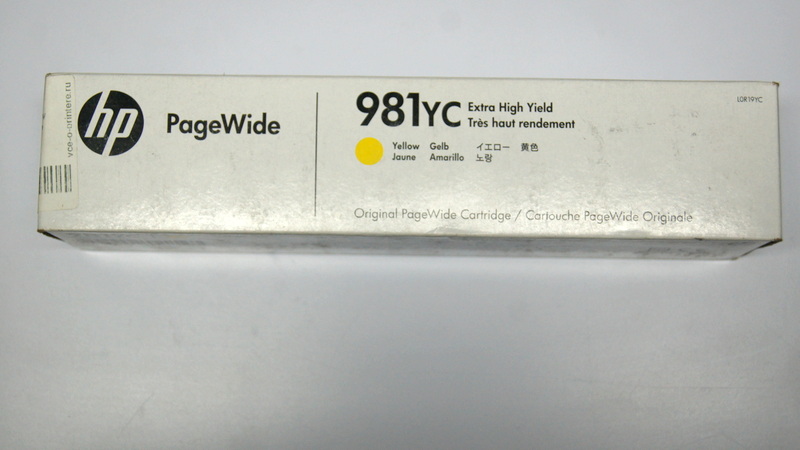 vce-o-printere.ru
hp
PageWide
981YC
Extra High Yield
Très haut rendement
L0R19YC
Yellow Gelb イエロー 黄色
Jaune Amarillo 노랑
Original PageWide Cartridge / Cartouche PageWide Originale